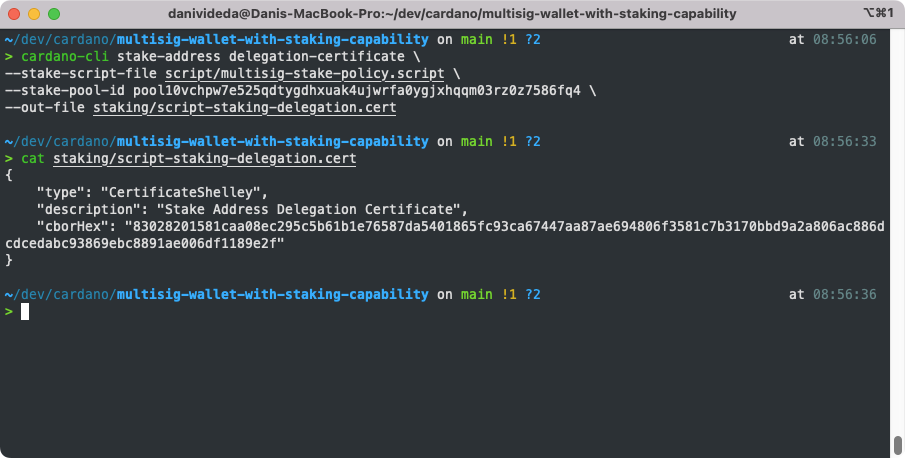 danivideda@Danis-MacBook-Pro:~/dev/cardano/multisig-wallet-with-staking-capability ⌥⌘1
~/dev/cardano/multisig-wallet-with-staking-capability on main !1 ?2 at 08:56:06
> cardano-cli stake-address delegation-certificate \
--stake-script-file script/multisig-stake-policy.script \
--stake-pool-id pool10vchpw7e525qdtygdhxuak4ujwrfa0ygjxhqqm03rz0z7586fq4 \
--out-file staking/script-staking-delegation.cert
~/dev/cardano/multisig-wallet-with-staking-capability on main !1 ?2 at 08:56:33
> cat staking/script-staking-delegation.cert
{
    "type": "CertificateShelley",
    "description": "Stake Address Delegation Certificate",
    "cborHex": "83028201581caa08ec295c5b61b1e76587da5401865fc93ca67447aa87ae694806f3581c7b3170bbd9a2a806ac886d
cdcedabc93869ebc8891ae006df1189e2f"
}
~/dev/cardano/multisig-wallet-with-staking-capability on main !1 ?2 at 08:56:36
>